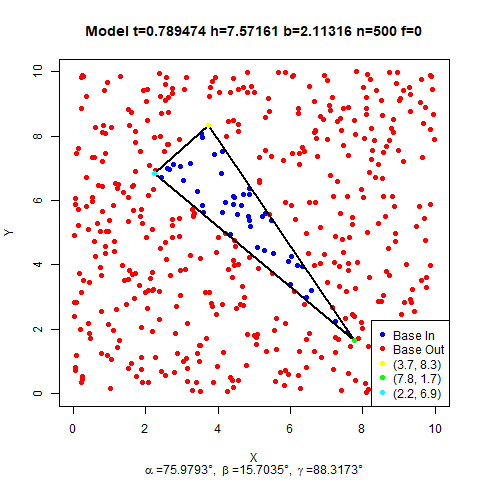 Model t=0.789474 h=7.57161 b=2.11316 n=500 f=0
10
8
6
4
2
0
Y
Base In
Base Out
(3.7, 8.3)
(7.8, 1.7)
(2.2, 6.9)
0 2 4 6 8 10
X
α=75.9793°, β=15.7035°, γ=88.3173°